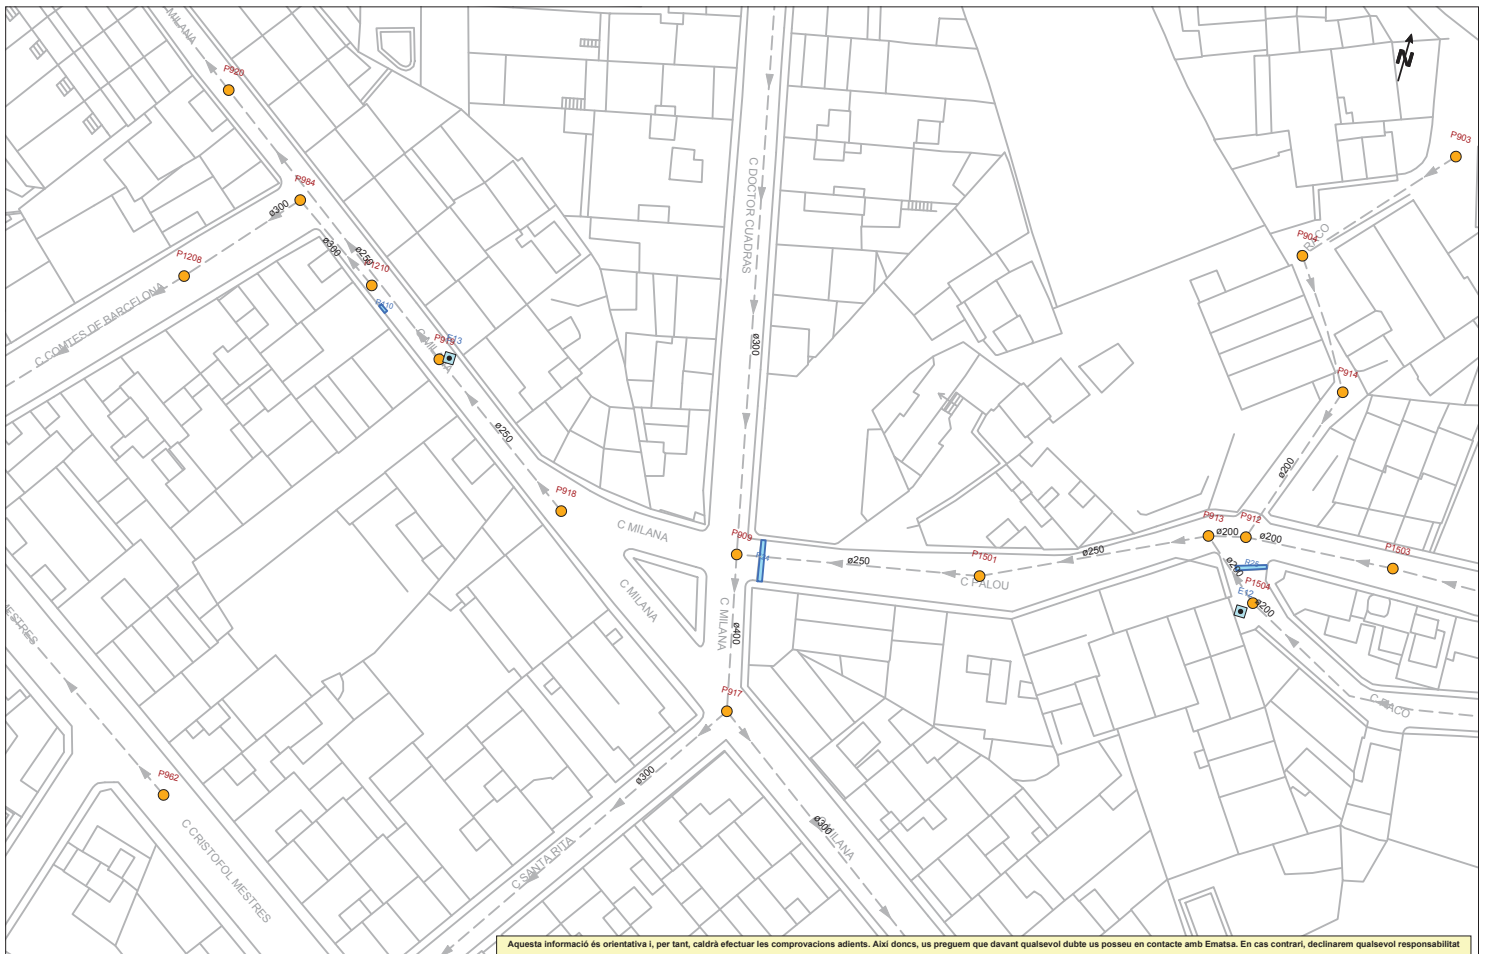 MILANA
P920
N
P903
P984
ø300
RACO
P904
P1208
ø300
ø250
P1210
C DOCTOR CUADRAS
C COMTES DE BARCELONA
C MILANA
P919
E13
ø300
P914
ø250
ø200
P918
C MILANA
P909
P913
ø200
P912
ø200
P1503
ø250
P1501
ø250
C PALOU
ø200
P1504
E12
ø200
C MILANA
C MILANA
ø400
MESTRES
P917
C RACO
P962
ø300
ø300
C MILANA
C CRISTOFOL MESTRES
C SANTA RITA
Aquesta informació és orientativa i, per tant, caldrà efectuar les comprovacions adients. Així doncs, us preguem que davant qualsevol dubte us poseu en contacte amb Ematsa. En cas contrari, declinarem qualsevol responsabilitat